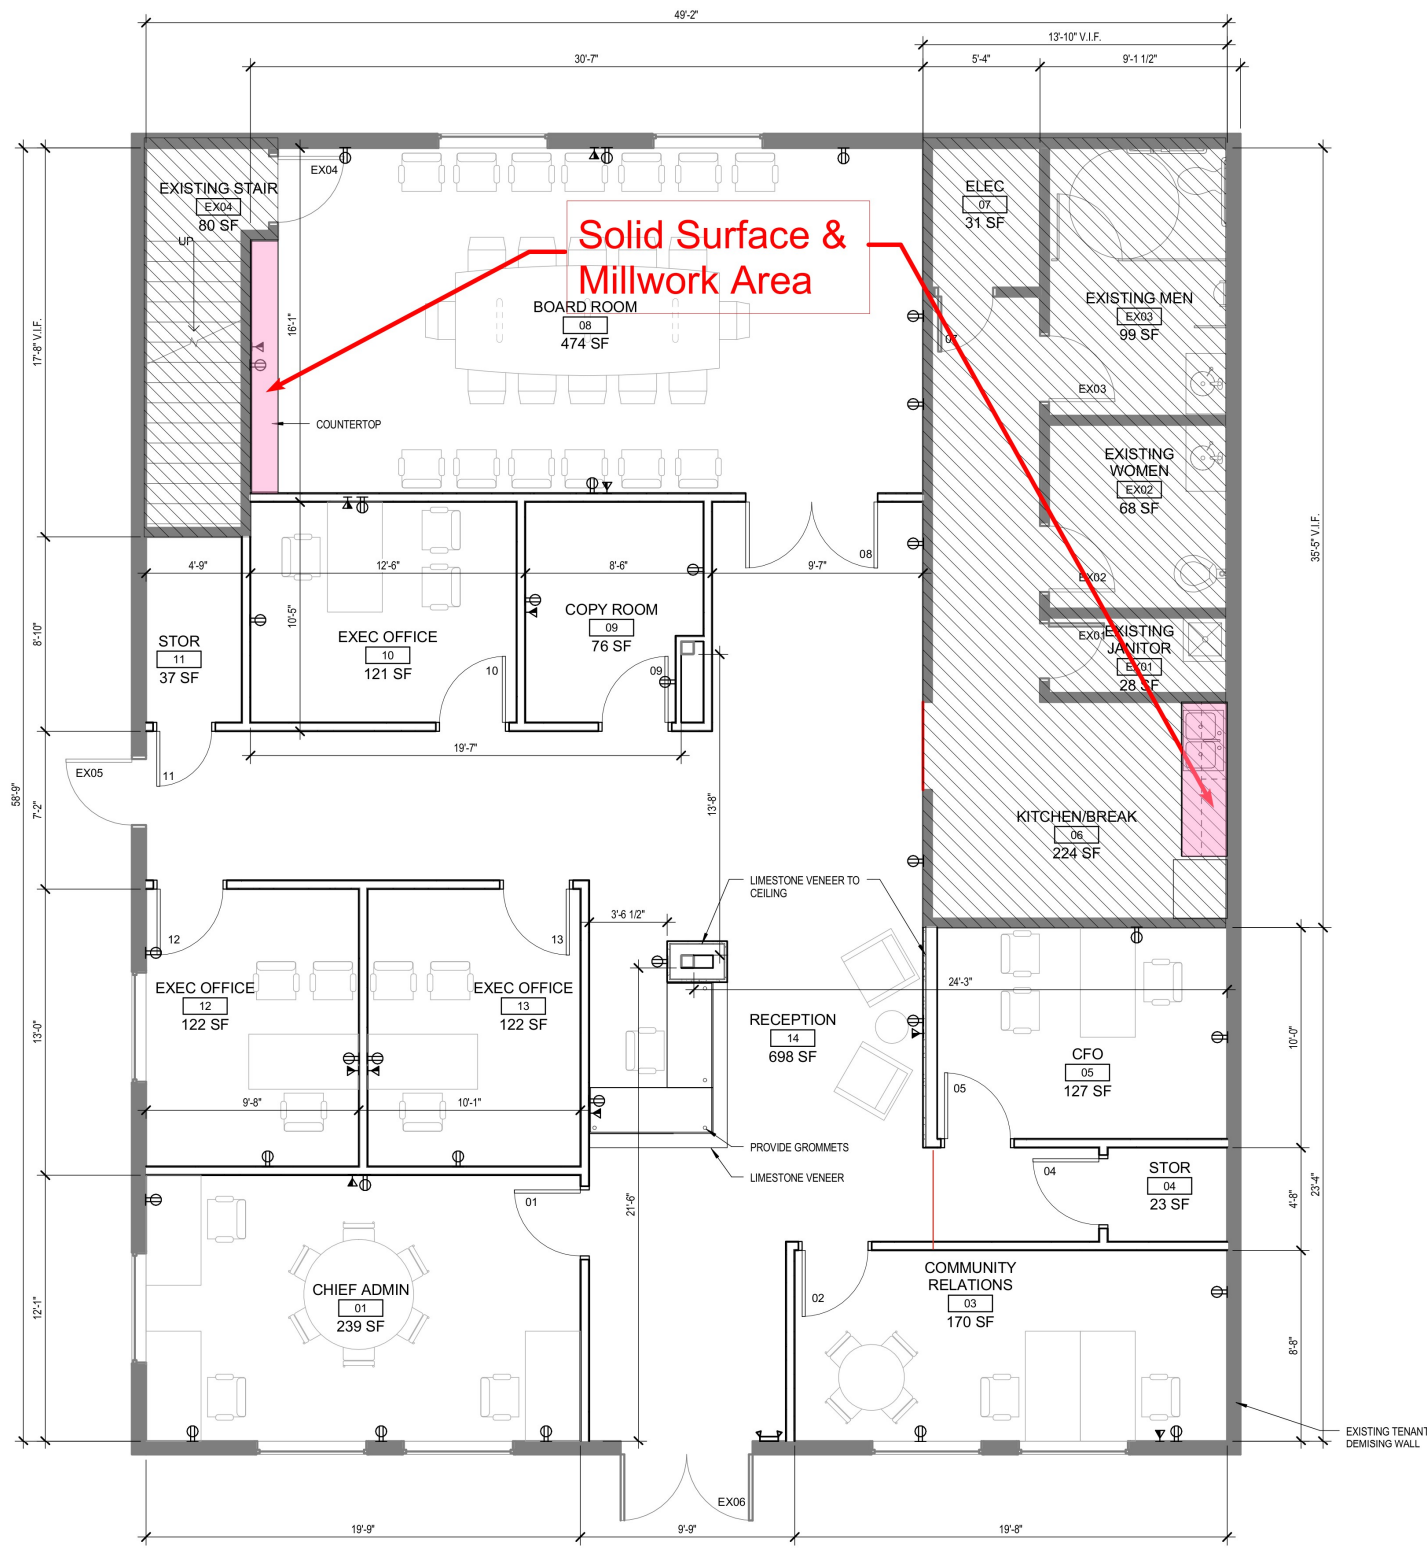 49'-2"
13'-10" V.I.F.
30'-7"
5'-4"
9'-1 1/2"
EX04
EXISTING STAIR
EX04
80 SF
UP
ELEC
07
31 SF
Solid Surface &
Millwork Area
EXISTING MEN
EX03
99 SF
BOARD ROOM
08
474 SF
16'-1"
17'-8" V.I.F.
07
EX03
COUNTERTOP
EXISTING
WOMEN
EX02
68 SF
35'-5" V.I.F.
08
4'-9"
12'-6"
8'-6"
9'-7"
EX02
10'-5"
8'-10"
STOR
11
37 SF
EXEC OFFICE
10
121 SF
COPY ROOM
09
76 SF
EX01
EXISTING
JANITOR
EX01
28 SF
10
09
19'-7"
EX05
11
58'-9"
7'-2"
13'-8"
KITCHEN/BREAK
06
224 SF
LIMESTONE VENEER TO
CEILING
3'-6 1/2"
12
13
EXEC OFFICE
12
122 SF
EXEC OFFICE
13
122 SF
24'-3"
RECEPTION
14
698 SF
13'-0"
10'-0"
CFO
05
127 SF
05
9'-8"
10'-1"
PROVIDE GROMMETS
LIMESTONE VENEER
04
STOR
04
23 SF
4'-8"
23'-4"
01
21'-6"
COMMUNITY
RELATIONS
03
170 SF
02
CHIEF ADMIN
01
239 SF
12'-1"
8'-8"
EXISTING TENANT
DEMISING WALL
EX06
19'-9"
9'-9"
19'-8"